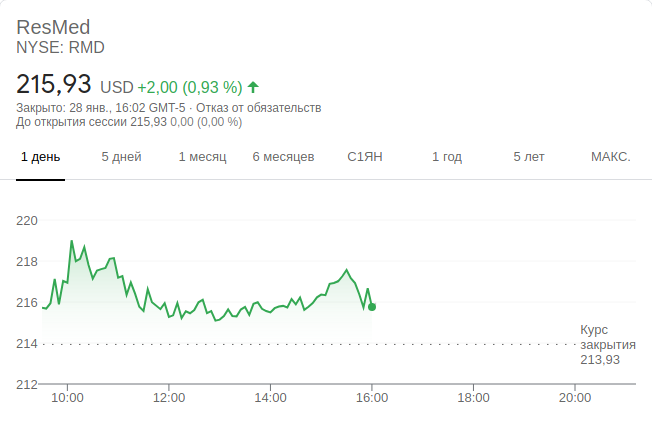 ResMed
NYSE: RMD
215,93 USD +2,00 (0,93 %)
Закрыто: 28 янв., 16:02 GMT-5 · Отказ от обязательств
До открытия сессии 215,93 0,00 (0,00 %)
1 день 5 дней 1 месяц 6 месяцев С1ЯН 1 год 5 лет МАКС.
220
218
216
214
212
Курс
закрытия
213,93
10:00 12:00 14:00 16:00 18:00 20:00